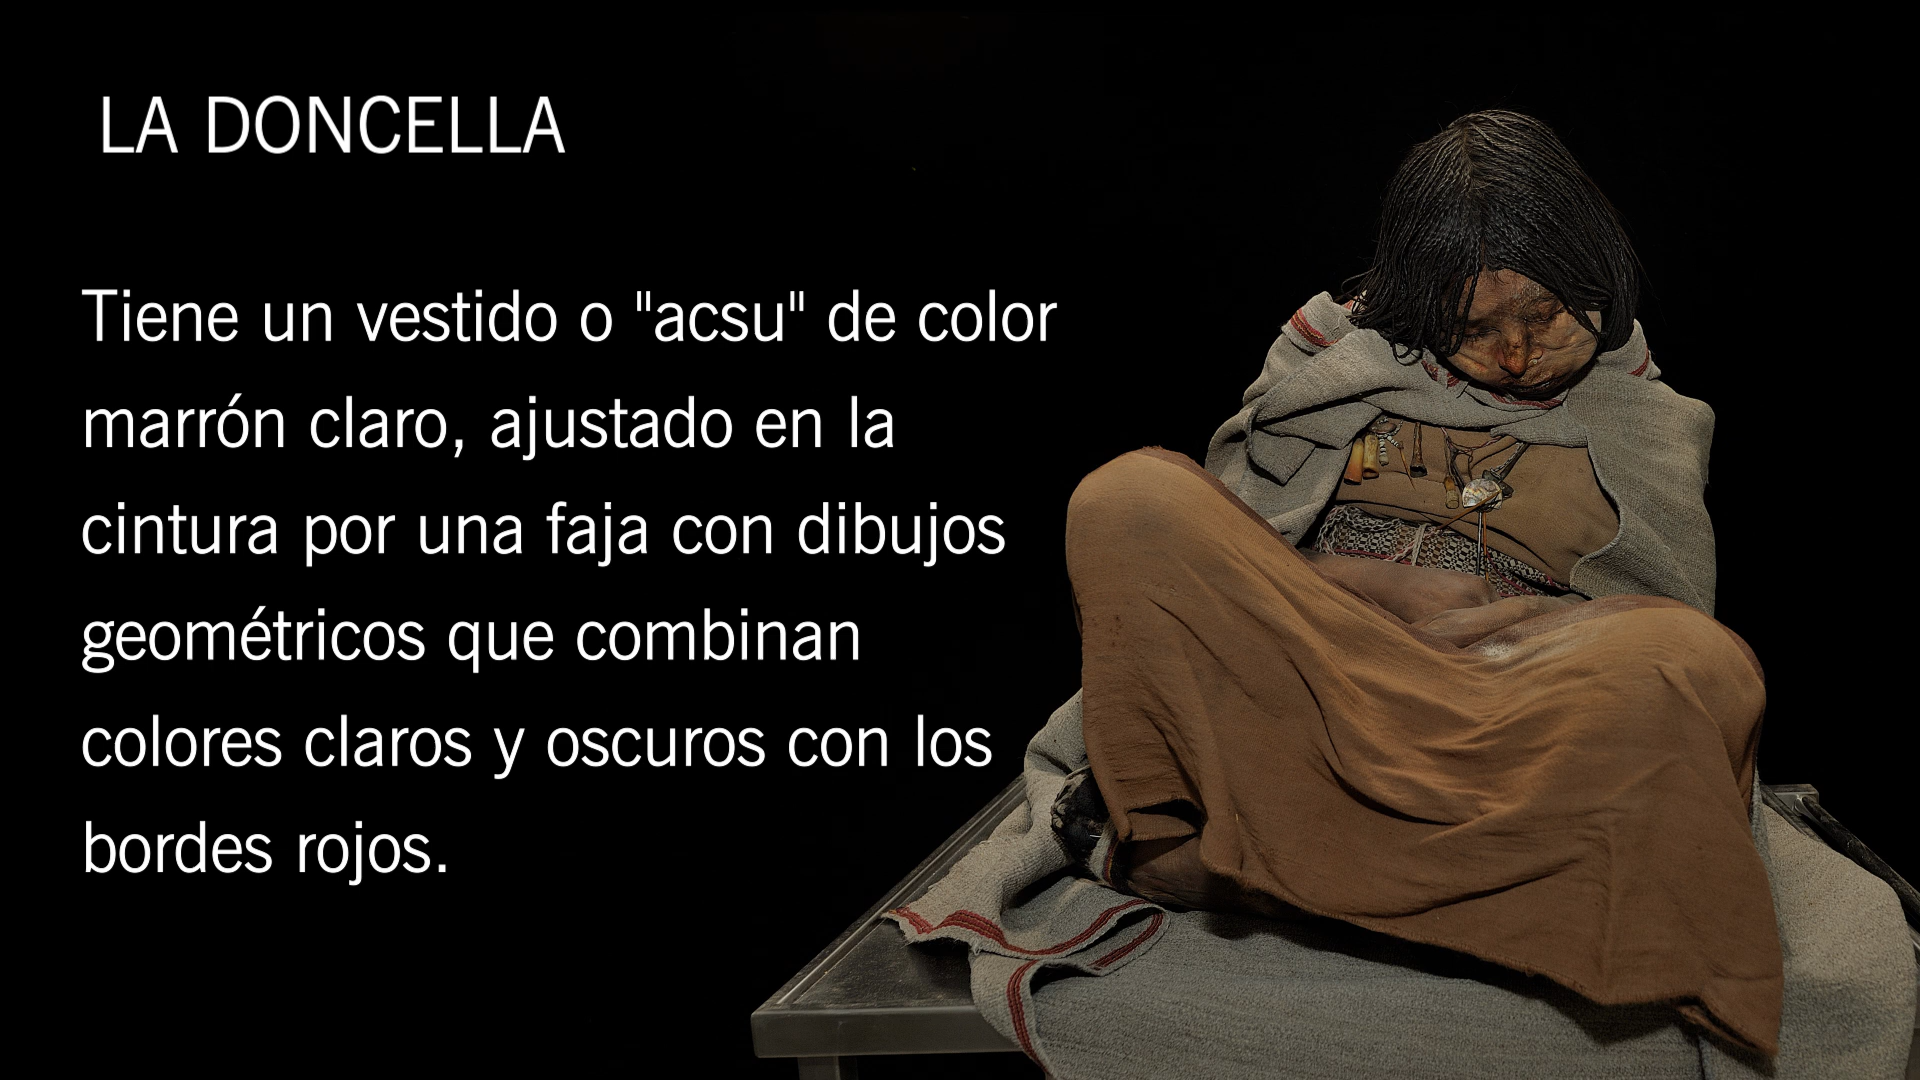 LA DONCELLA
Tiene un vestido o "acsu" de color
marrón claro, ajustado en la
cintura por una faja con dibujos
geométricos que combinan
colores claros y oscuros con los
bordes rojos.